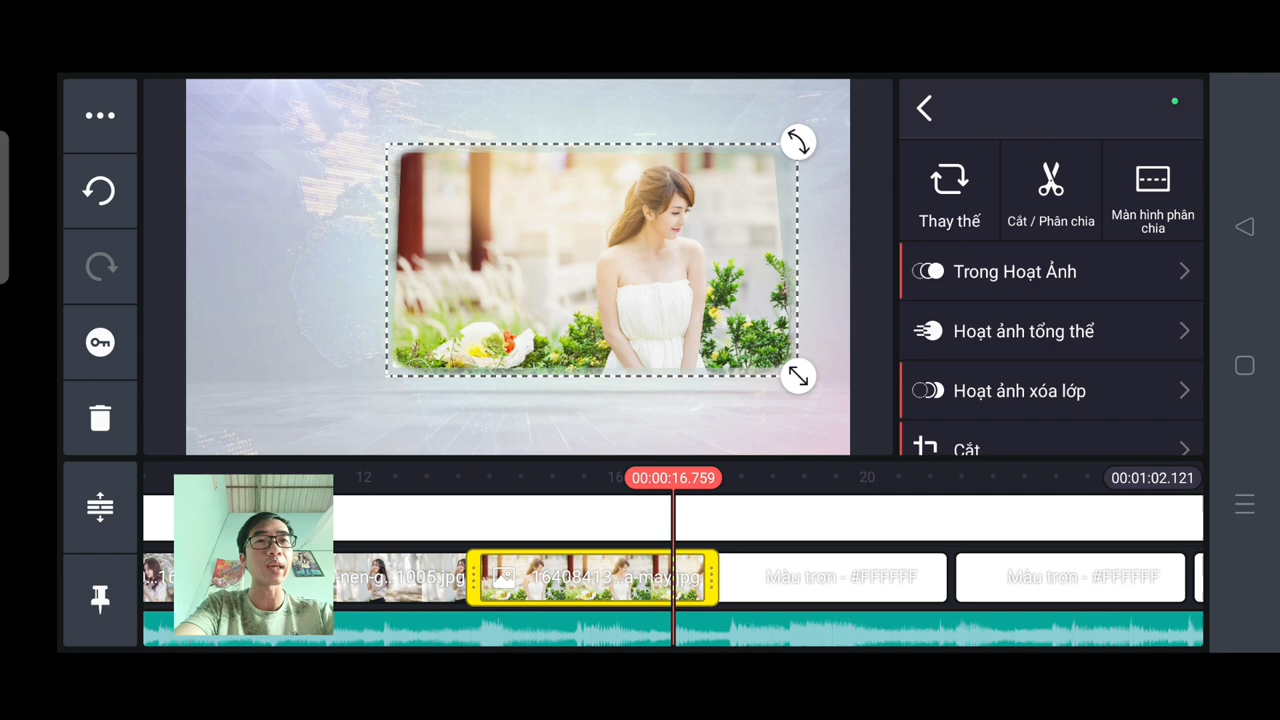 Thay thế
Cắt / Phân chia
Màn hình phân
chia
Trong Hoạt Ảnh
Hoạt ảnh tổng thể
Hoạt ảnh xóa lớp
Cắt
12
16
00:00:16.759
20
00:01:02.121
...16
-nen-g...1005.jpg
16408413...a-may.jpg
Màu trơn - #FFFFFF
Màu trơn - #FFFFFF